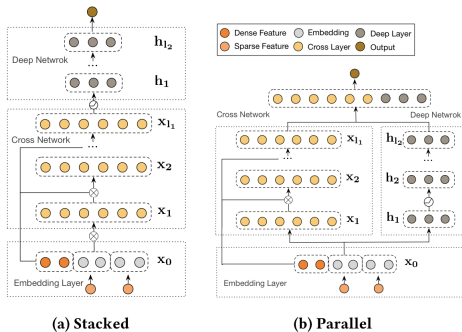 h_{l_2}
Deep Netwrok
...
h_1
x_{l_1}
Cross Network
...
x_2
x_1
x_0
Embedding Layer
(a) Stacked
Dense Feature
Embedding
Deep Layer
Sparse Feature
Cross Layer
Output
Cross Network
Deep Netwrok
x_{l_1}
h_{l_2}
...
...
x_2
h_2
x_1
h_1
x_0
Embedding Layer
(b) Parallel